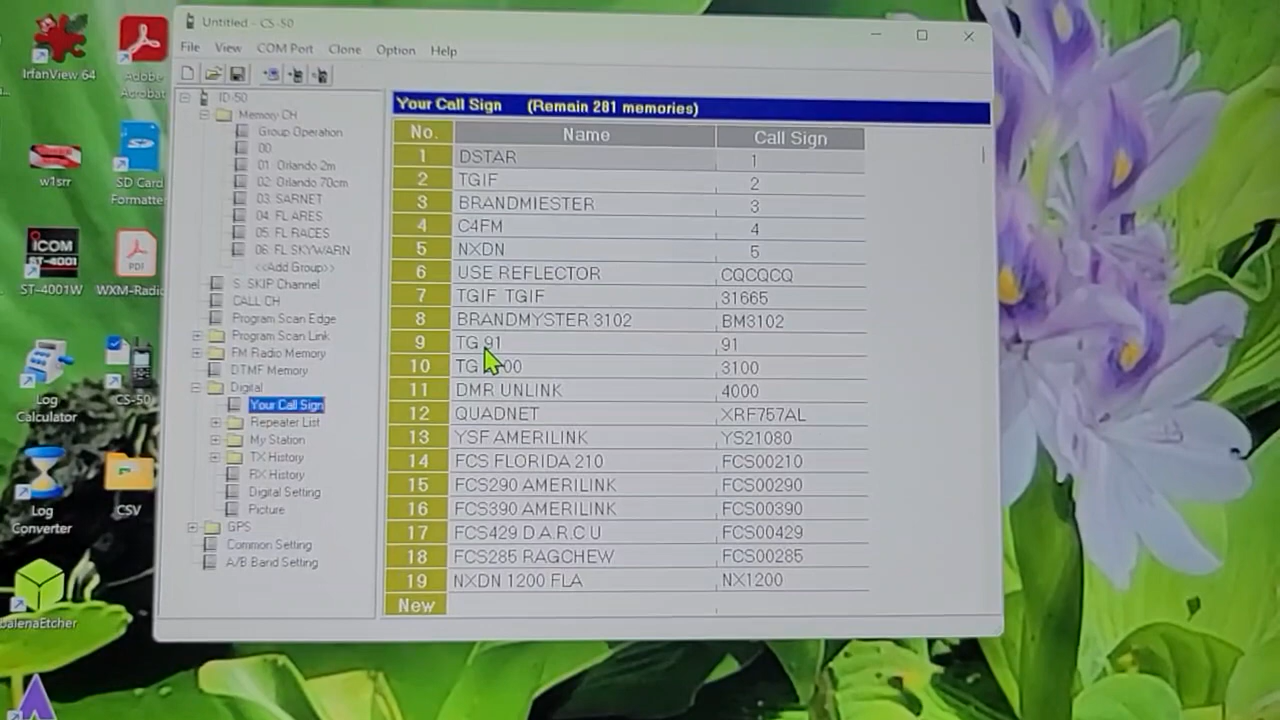 Untitled - CS-50
File View COM Port Clone Option Help
ID-50
Memory CH
Group Operation
00
01: Orlando 2m
02: Orlando 70cm
03: SARNET
04: FL ARES
05: FL RACES
06: FL SKYWARN
<<Add Group>>
S. SKIP Channel
CALL CH
Program Scan Edge
Program Scan Link
FM Radio Memory
DTMF Memory
Digital
Your Call Sign
Repeater List
My Station
TX History
RX History
Digital Setting
Picture
GPS
Common Setting
A/B Band Setting
Your Call Sign (Remain 281 memories)
No. Name Call Sign
1 DSTAR 1
2 TGIF 2
3 BRANDMIESTER 3
4 C4FM 4
5 NXDN 5
6 USE REFLECTOR CQCQCQ
7 TGIF TGIF 31665
8 BRANDMYSTER 3102 BM3102
9 TG 91 91
10 TG 00 3100
11 DMR UNLINK 4000
12 QUADNET XRF757AL
13 YSF AMERILINK YS21080
14 FCS FLORIDA 210 FCS00210
15 FCS290 AMERILINK FCS00290
16 FCS390 AMERILINK FCS00390
17 FCS429 D.A.R.C.U FCS00429
18 FCS285 RAGCHEW FCS00285
19 NXDN 1200 FLA NX1200
New
IrfanView 64
Adobe
Acrobat
w1srr
SD Card
Formatter
ICOM
ST-4001
ST-4001W
PDF
WXM-Radio
Log
Calculator
CS-50
Log
Converter
CSV
balenaEtcher